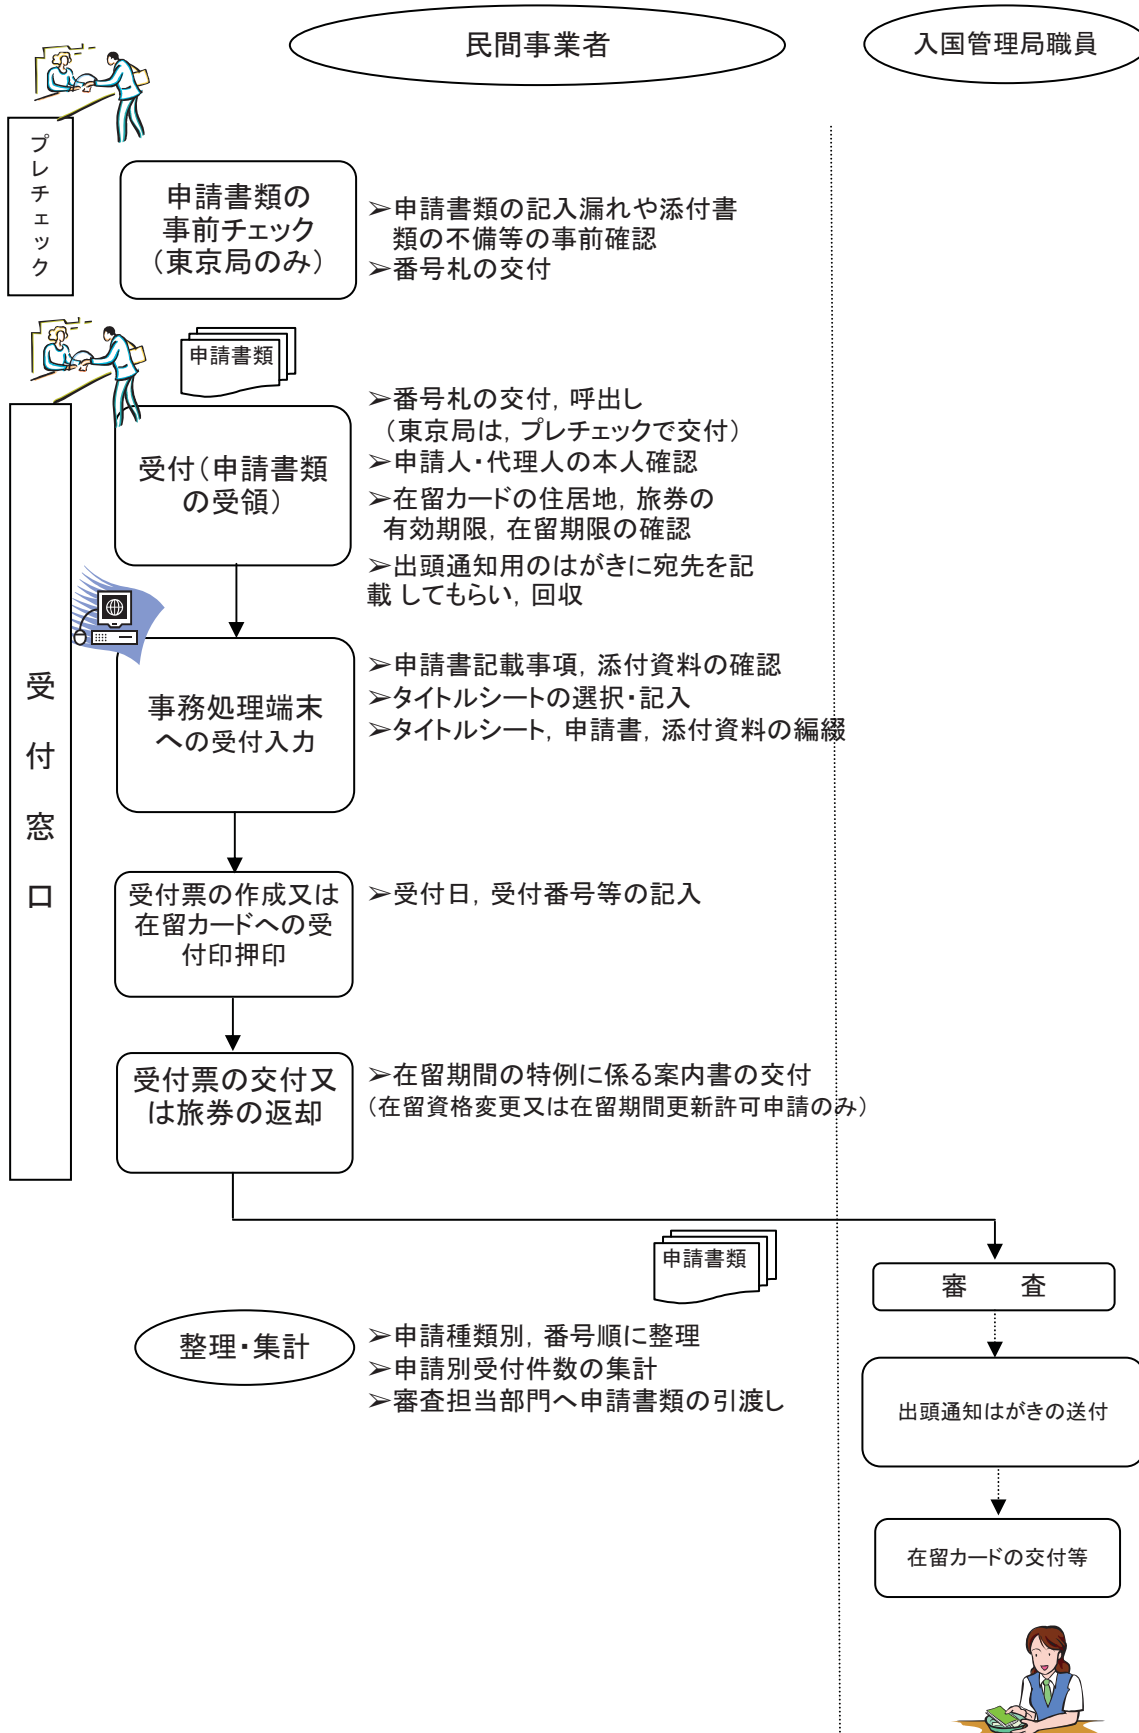 民間事業者
入国管理局職員
プレチェック
申請書類の
事前チェック
（東京局のみ）
➢申請書類の記入漏れや添付書
類の不備等の事前確認
➢番号札の交付
申請書類
受付窓口
受付（申請書類
の受領）
➢番号札の交付，呼出し
（東京局は，プレチェックで交付）
➢申請人・代理人の本人確認
➢在留カードの住居地，旅券の
有効期限，在留期限の確認
➢出頭通知用のはがきに宛先を記
載 してもらい，回収
事務処理端末
への受付入力
➢申請書記載事項，添付資料の確認
➢タイトルシートの選択・記入
➢タイトルシート，申請書，添付資料の編綴
受付票の作成又は
在留カードへの受
付印押印
➢受付日，受付番号等の記入
受付票の交付又
は旅券の返却
➢在留期間の特例に係る案内書の交付
（在留資格変更又は在留期間更新許可申請のみ）
申請書類
審　査
整理・集計
➢申請種類別，番号順に整理
➢申請別受付件数の集計
➢審査担当部門へ申請書類の引渡し
出頭通知はがきの送付
在留カードの交付等